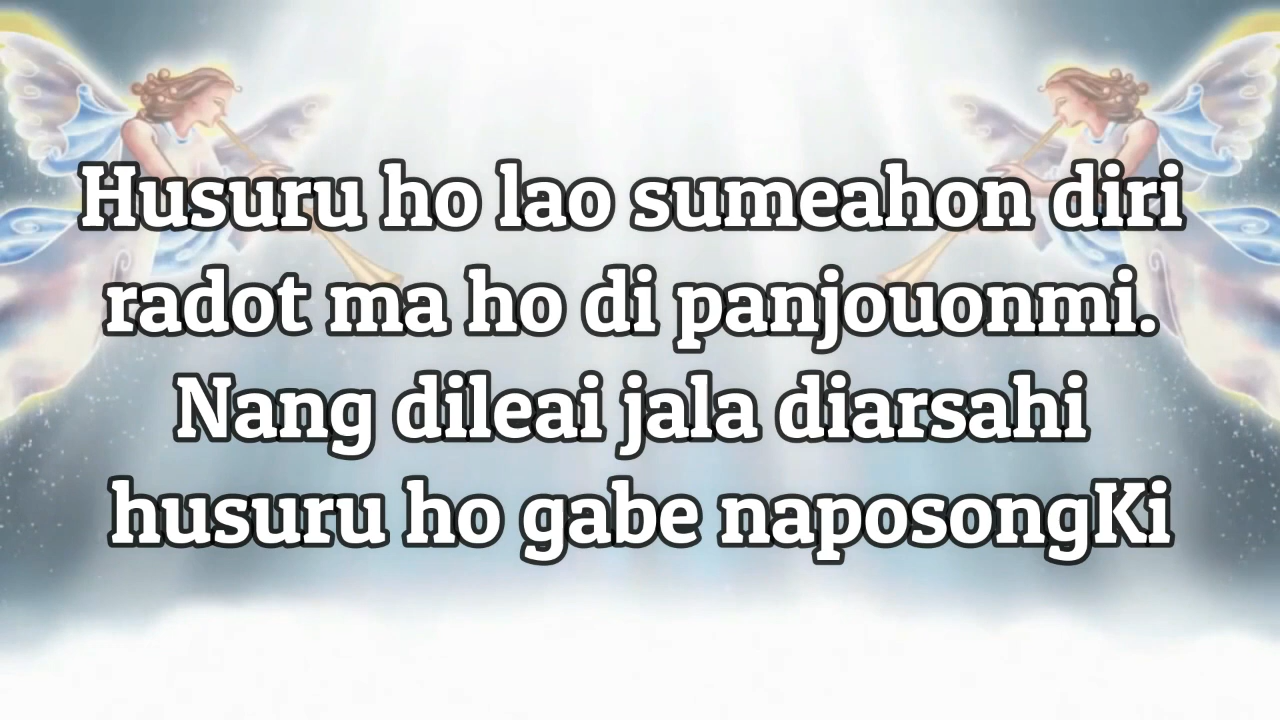 Husuru ho lao sumeahon diri
radot ma ho di panjouonmi.
Nang dileai jala diarsahi
husuru ho gabe naposongKi